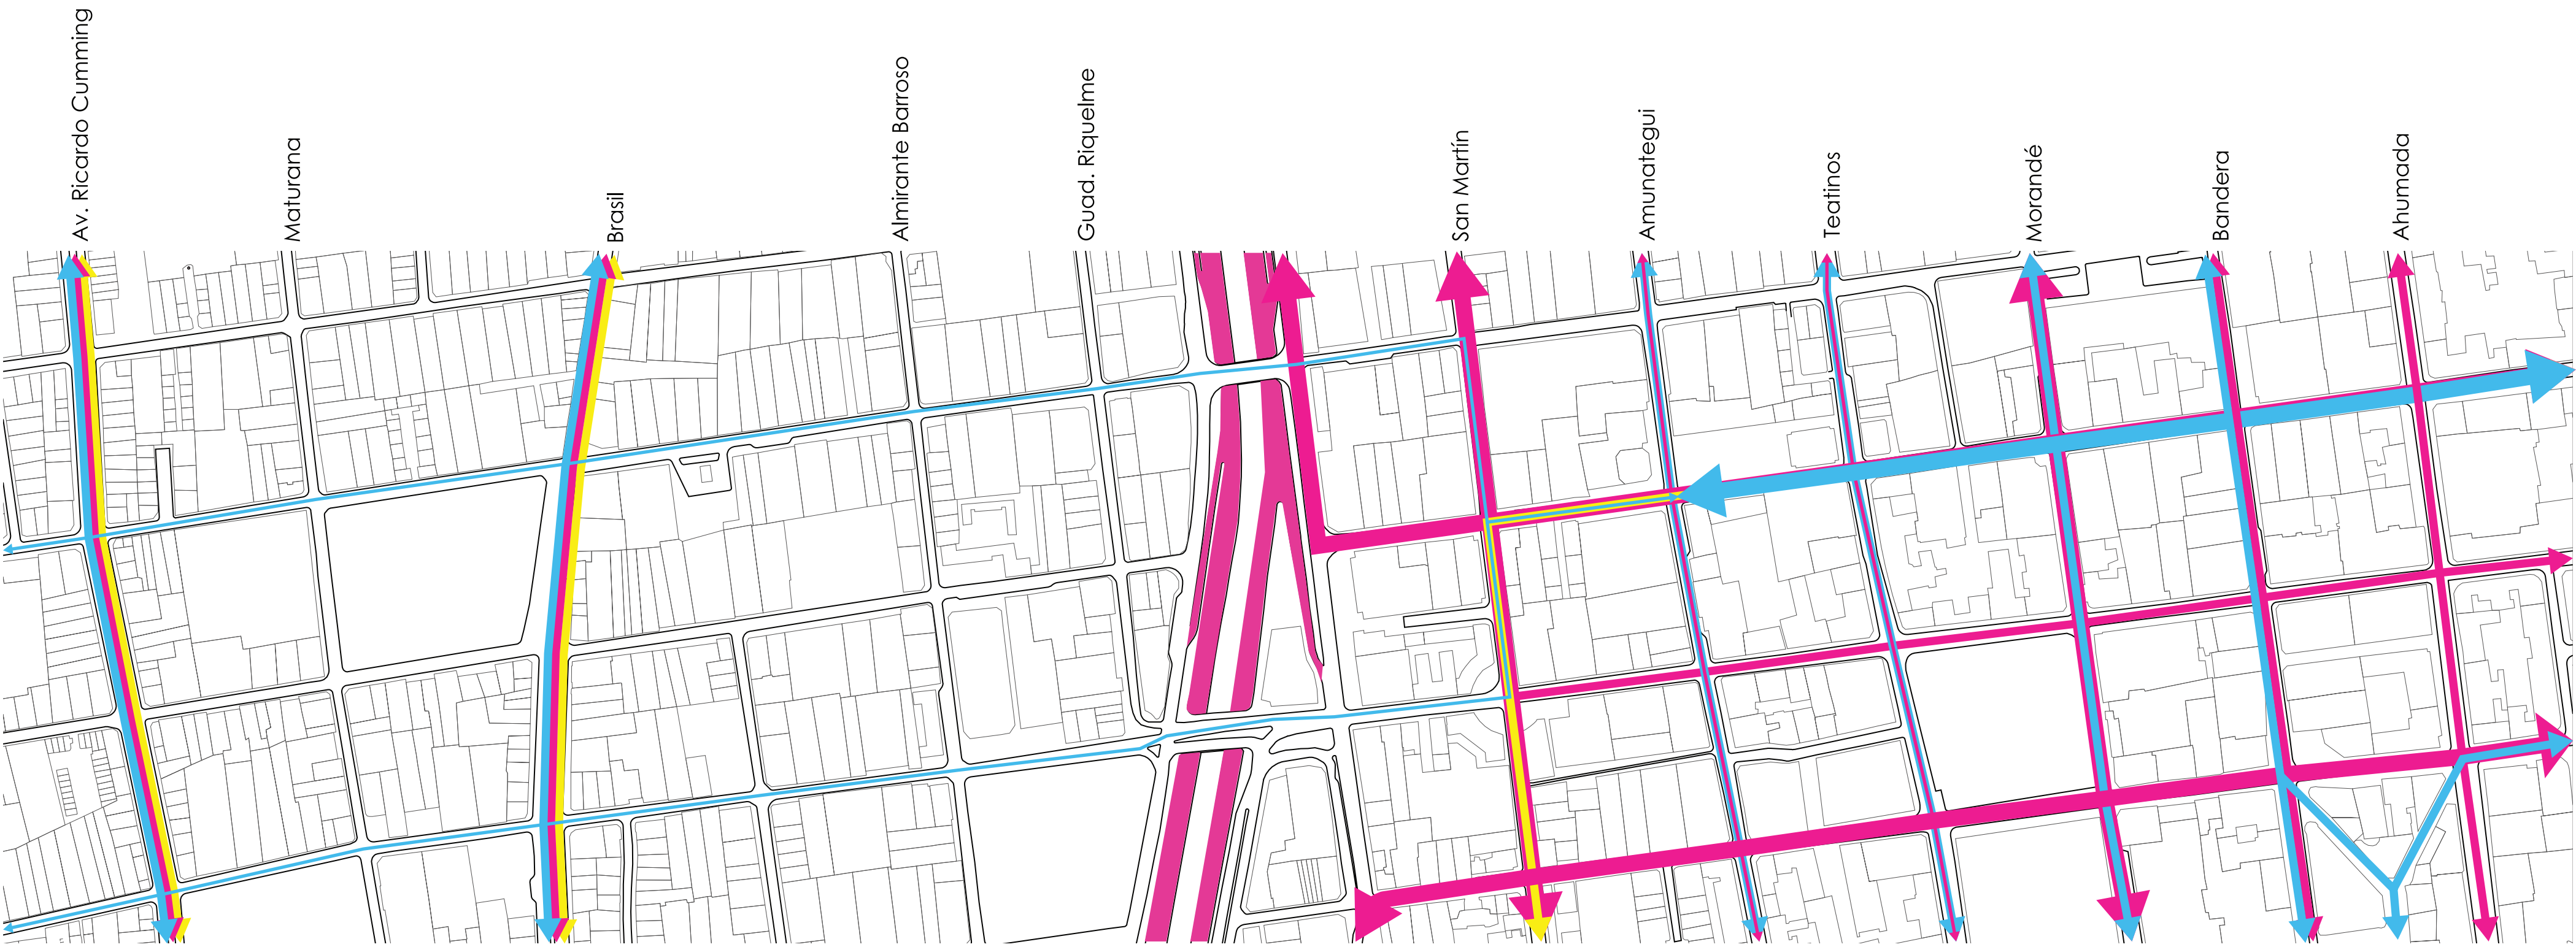 Av. Ricardo Cumming
Maturana
Brasil
Almirante Barroso
Guad. Riquelme
San Martín
Amunategui
Teatinos
Morandé
Bandera
Ahumada